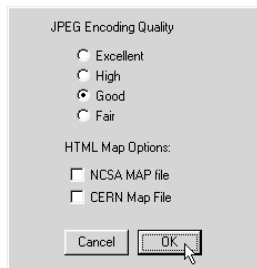 JPEG Encoding Quality
Excellent
High
Good
Fair
HTML Map Options:
NCSA MAP file
CERN Map File
Cancel OK